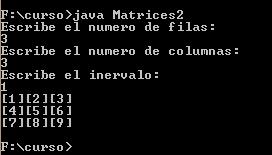 F:\curso>java Matrices2
Escribe el numero de filas:
3
Escribe el numero de columnas:
3
Escribe el inervalo:
1
[1][2][3]
[4][5][6]
[7][8][9]
F:\curso>